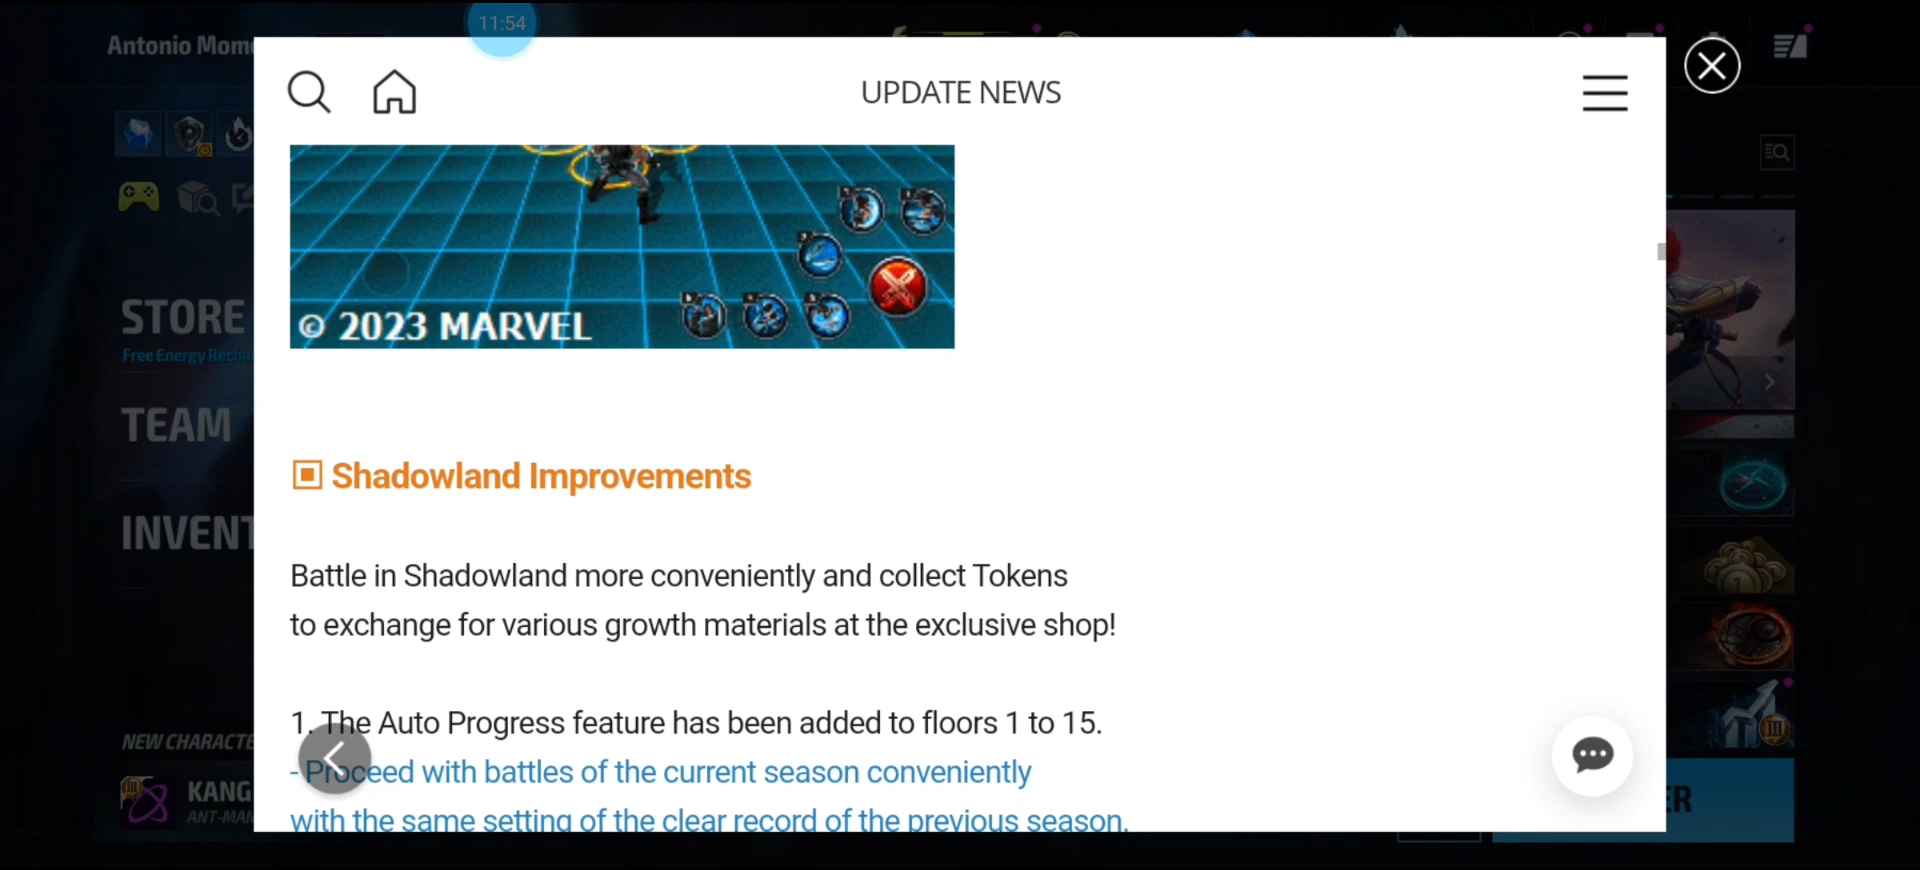 11:54
Antonio Mom
UPDATE NEWS
© 2023 MARVEL
STORE
Free Energy Recha
TEAM
INVENT
Shadowland Improvements
Battle in Shadowland more conveniently and collect Tokens
to exchange for various growth materials at the exclusive shop!
1. The Auto Progress feature has been added to floors 1 to 15.
- Proceed with battles of the current season conveniently
with the same setting of the clear record of the previous season.
NEW CHARACTE
KANG
ANT-MAN
ER